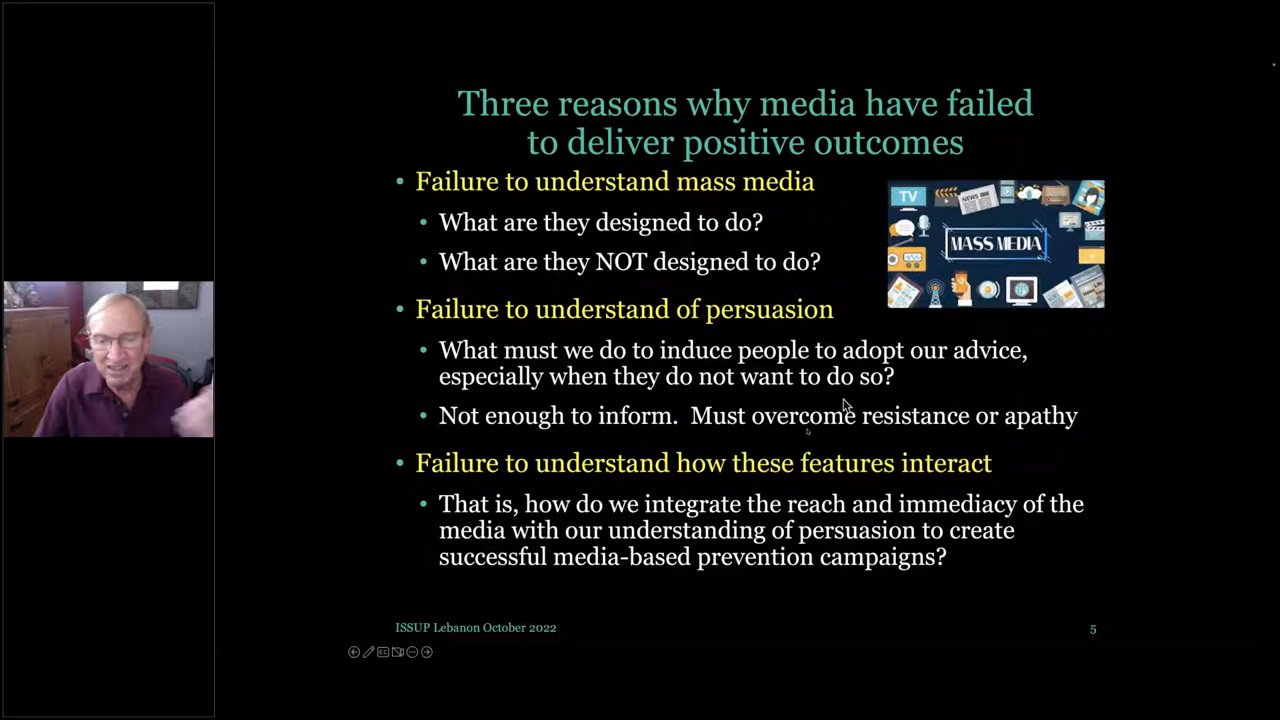 Three reasons why media have failed
to deliver positive outcomes
• Failure to understand mass media
• What are they designed to do?
• What are they NOT designed to do?
TV
NEWS
MASS MEDIA
• Failure to understand of persuasion
• What must we do to induce people to adopt our advice,
especially when they do not want to do so?
• Not enough to inform. Must overcome resistance or apathy
• Failure to understand how these features interact
• That is, how do we integrate the reach and immediacy of the
media with our understanding of persuasion to create
successful media-based prevention campaigns?
ISSUP Lebanon October 2022
5